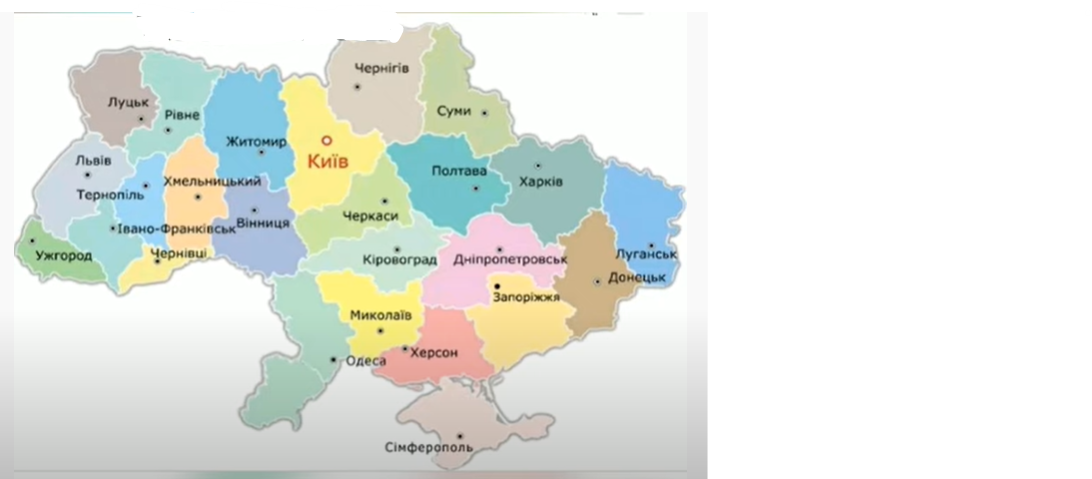 Чернігів
Луцьк
Рівне
Суми
Житомир
Київ
Львів
Полтава
Харків
Хмельницький
Тернопіль
Черкаси
Вінниця
Івано-Франківськ
Ужгород
Чернівці
Кіровоград
Дніпропетровськ
Луганськ
Донецьк
Запоріжжя
Миколаїв
Херсон
Одеса
Сімферополь